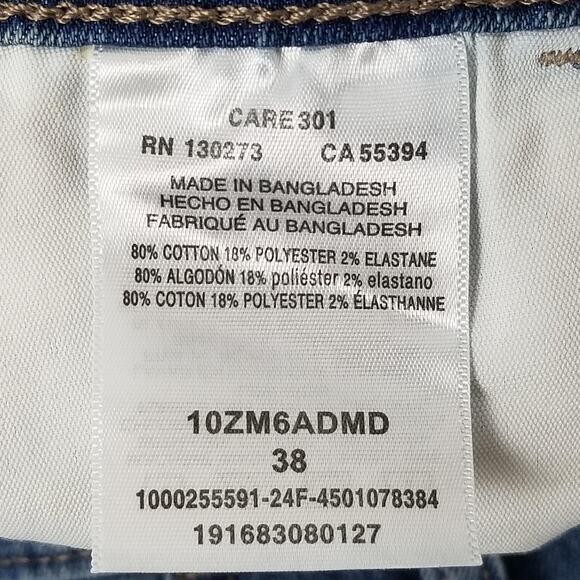 CARE 301
RN 130273 CA 55394
MADE IN BANGLADESH
HECHO EN BANGLADESH
FABRIQUÉ AU BANGLADESH
80% COTTON 18% POLYESTER 2% ELASTANE
80% ALGODÓN 18% poliéster 2% elastano
80% COTON 18% POLYESTER 2% ÉLASTHANNE
10ZM6ADMD
38
1000255591-24F-4501078384
191683080127